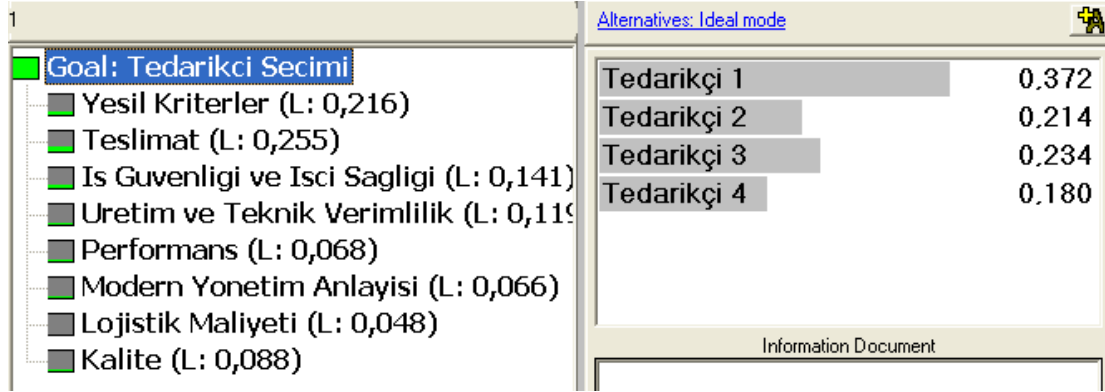 1
Goal: Tedarikci Secimi
Yesil Kriterler (L: 0,216)
Teslimat (L: 0,255)
Is Guvenligi ve Isci Sagligi (L: 0,141)
Uretim ve Teknik Verimlilik (L: 0,119
Performans (L: 0,068)
Modern Yonetim Anlayisi (L: 0,066)
Lojistik Maliyeti (L: 0,048)
Kalite (L: 0,088)
Alternatives: Ideal mode
Tedarikçi 1 0,372
Tedarikçi 2 0,214
Tedarikçi 3 0,234
Tedarikçi 4 0,180
Information Document